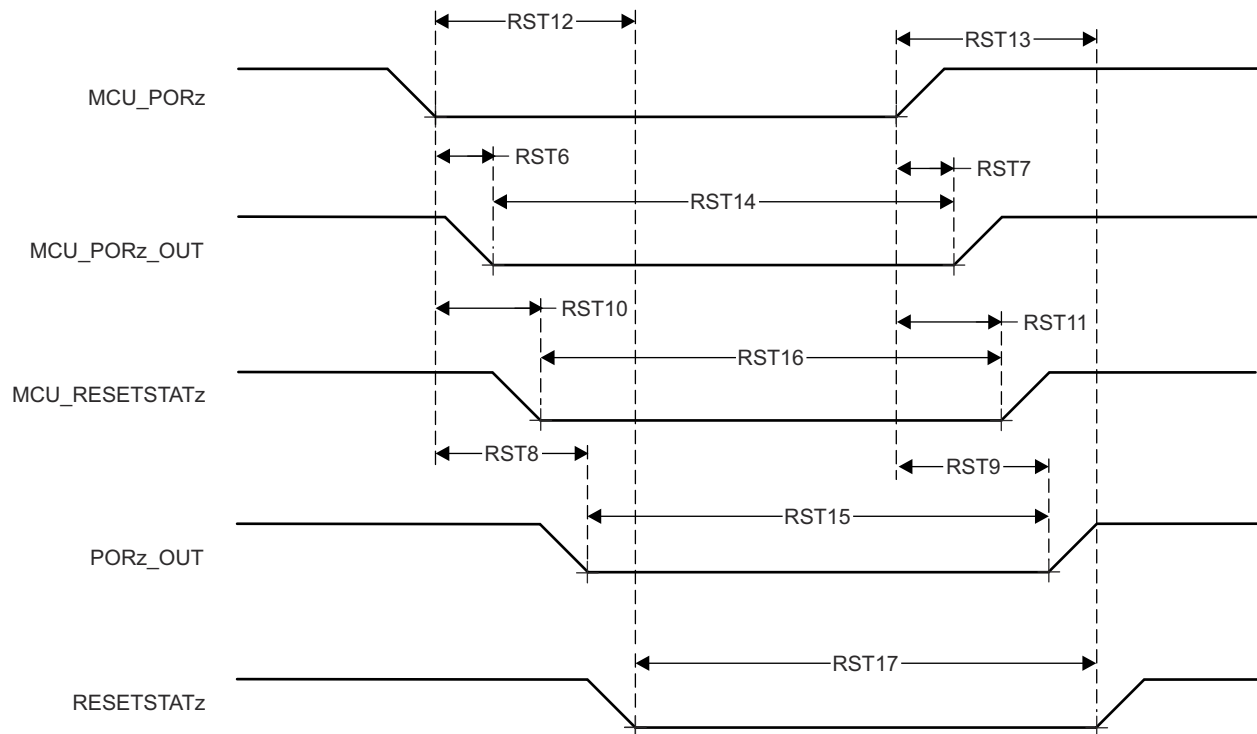 RST12
RST13
MCU_PORz
RST6
RST7
RST14
MCU_PORz_OUT
RST10
RST11
RST16
MCU_RESETSTATz
RST8
RST9
RST15
PORz_OUT
RST17
RESETSTATz